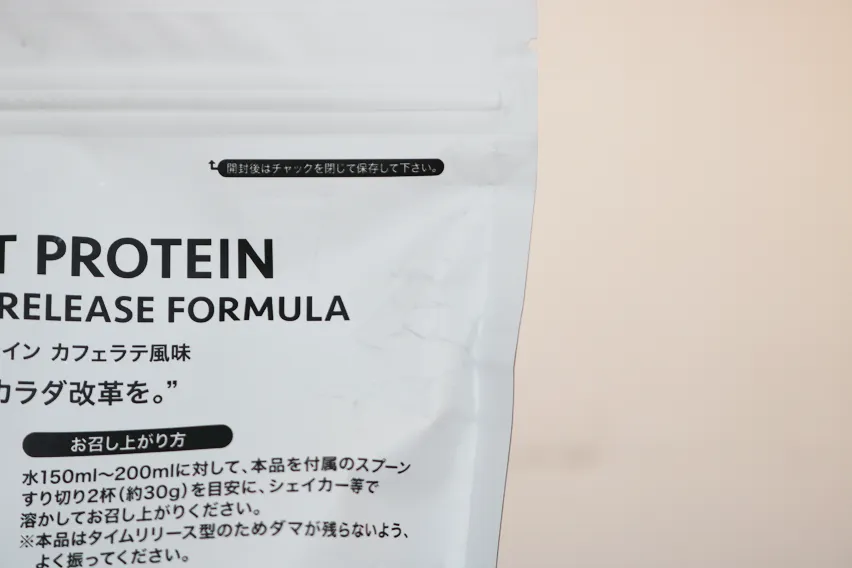 開封後はチャックを閉じて保存して下さい。
T PROTEIN
RELEASE FORMULA
イン カフェラテ風味
カラダ改革を。”
お召し上がり方
水150ml〜200mlに対して、本品を付属のスプーン
すり切り2杯（約30g）を目安に、シェイカー等で
溶かしてお召し上がりください。
※本品はタイムリリース型のためダマが残らないよう、
よく振ってください。